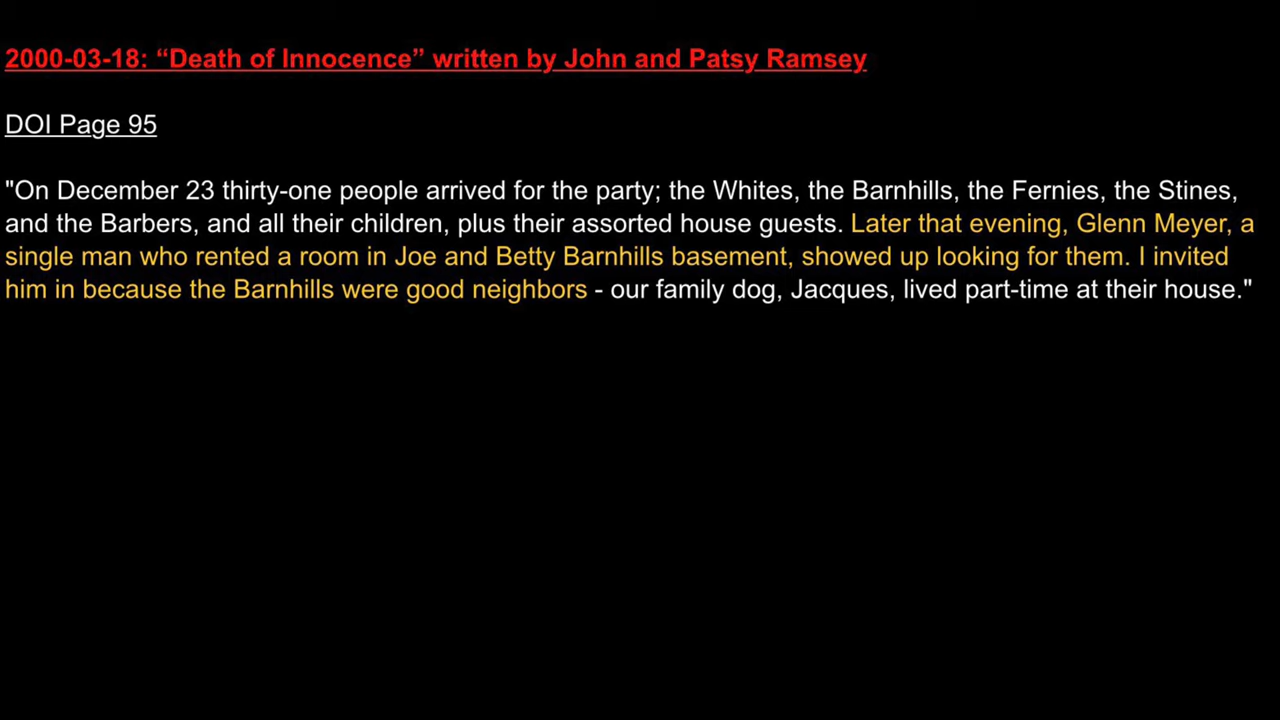 2000-03-18: “Death of Innocence” written by John and Patsy Ramsey
DOI Page 95
"On December 23 thirty-one people arrived for the party; the Whites, the Barnhills, the Fernies, the Stines,
and the Barbers, and all their children, plus their assorted house guests. Later that evening, Glenn Meyer, a
single man who rented a room in Joe and Betty Barnhills basement, showed up looking for them. I invited
him in because the Barnhills were good neighbors - our family dog, Jacques, lived part-time at their house."